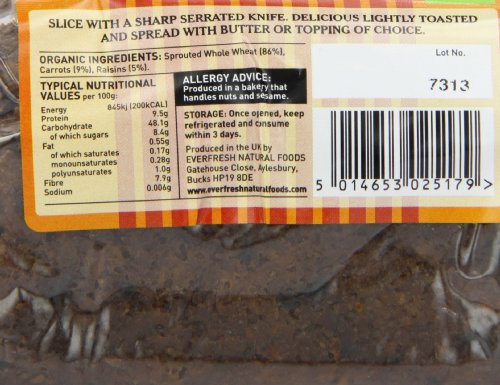 SLICE WITH A SHARP SERRATED KNIFE. DELICIOUS LIGHTLY TOASTED
AND SPREAD WITH BUTTER OR TOPPING OF CHOICE.
ORGANIC INGREDIENTS: Sprouted Whole Wheat (86%),
Carrots (9%), Raisins (5%).
TYPICAL NUTRITIONAL
VALUES per 100g:
Energy 845kj (200kCAL)
Protein 9.5g
Carbohydrate 48.1g
of which sugars 8.4g
Fat 0.55g
of which saturates 0.17g
monounsaturates 0.28g
polyunsaturates 1.0g
Fibre 7.9g
Sodium 0.006g
ALLERGY ADVICE:
Produced in a bakery that
handles nuts and sesame.
STORAGE: Once opened, keep
refrigerated and consume
within 3 days.
Produced in the UK by
EVERFRESH NATURAL FOODS
Gatehouse Close, Aylesbury,
Bucks HP19 8DE
www.everfreshnaturalfoods.com
Lot No.
7313
5 014653 025179 >